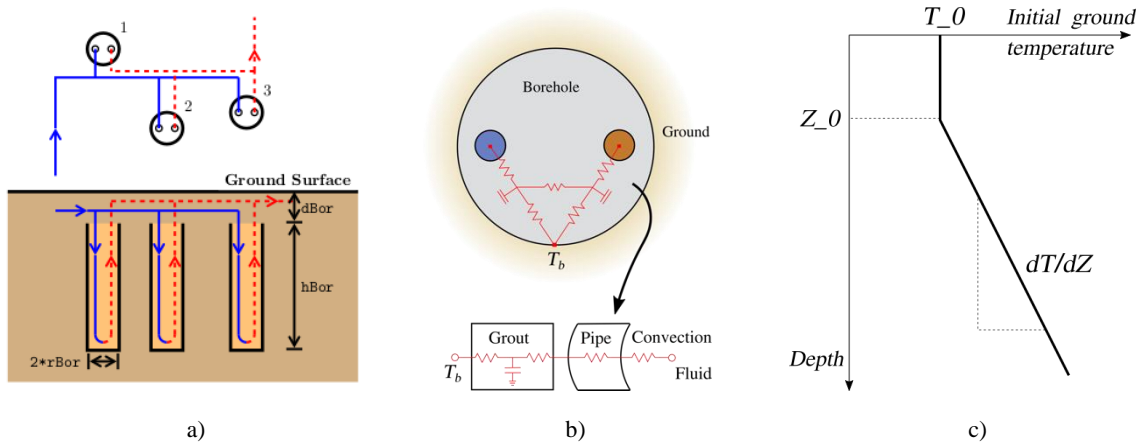 1
2
3
Ground Surface
dBor
hBor
2*rBor
a)
Borehole
Ground
T_b
Grout
Pipe
Convection
T_b
Fluid
b)
T_0
Initial ground
temperature
Z_0
dT/dZ
Depth
c)